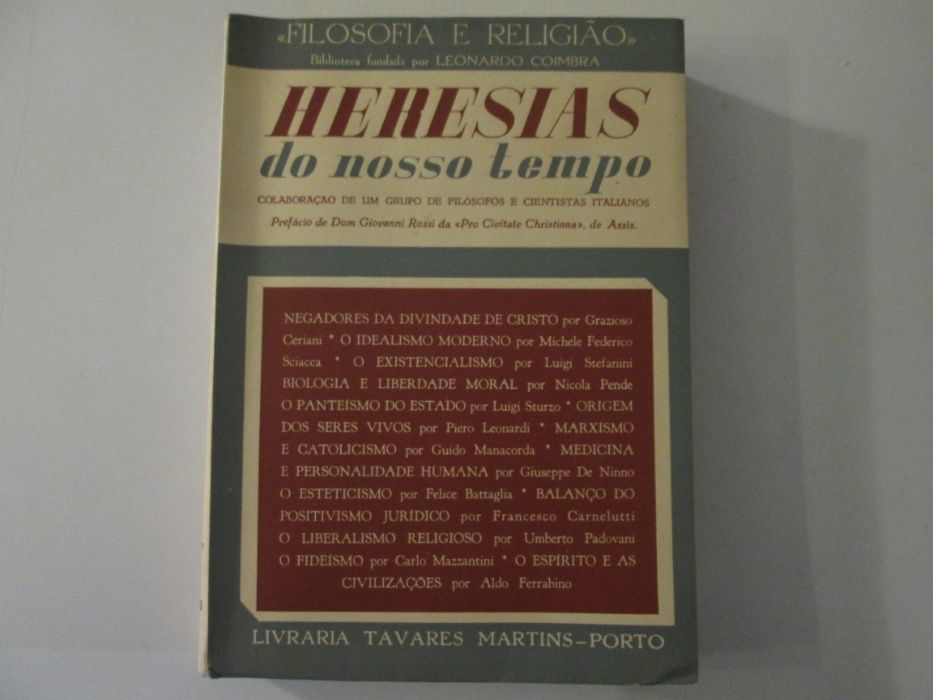 «FILOSOFIA E RELIGIÃO»
Biblioteca fundada por LEONARDO COIMBRA
HERESIAS
do nosso tempo
COLABORAÇÃO DE UM GRUPO DE FILÓSOFOS E CIENTISTAS ITALIANOS
Prefácio de Dom Giovanni Rossi da «Pro Civitate Christiana», de Assis.
NEGADORES DA DIVINDADE DE CRISTO por Grazioso
Ceriani * O IDEALISMO MODERNO por Michele Federico
Sciacca * O EXISTENCIALISMO por Luigi Stefanini
BIOLOGIA E LIBERDADE MORAL por Nicola Pende
O PANTEÍSMO DO ESTADO por Luigi Sturzo * ORIGEM
DOS SERES VIVOS por Piero Leonardi * MARXISMO
E CATOLICISMO por Guido Manacorda * MEDICINA
E PERSONALIDADE HUMANA por Giuseppe De Ninno
O ESTETICISMO por Felice Battaglia * BALANÇO DO
POSITIVISMO JURÍDICO por Francesco Carnelutti
O LIBERALISMO RELIGIOSO por Umberto Padovani
O FIDEÍSMO por Carlo Mazzantini * O ESPÍRITO E AS
CIVILIZAÇÕES por Aldo Ferrabino
LIVRARIA TAVARES MARTINS-PORTO